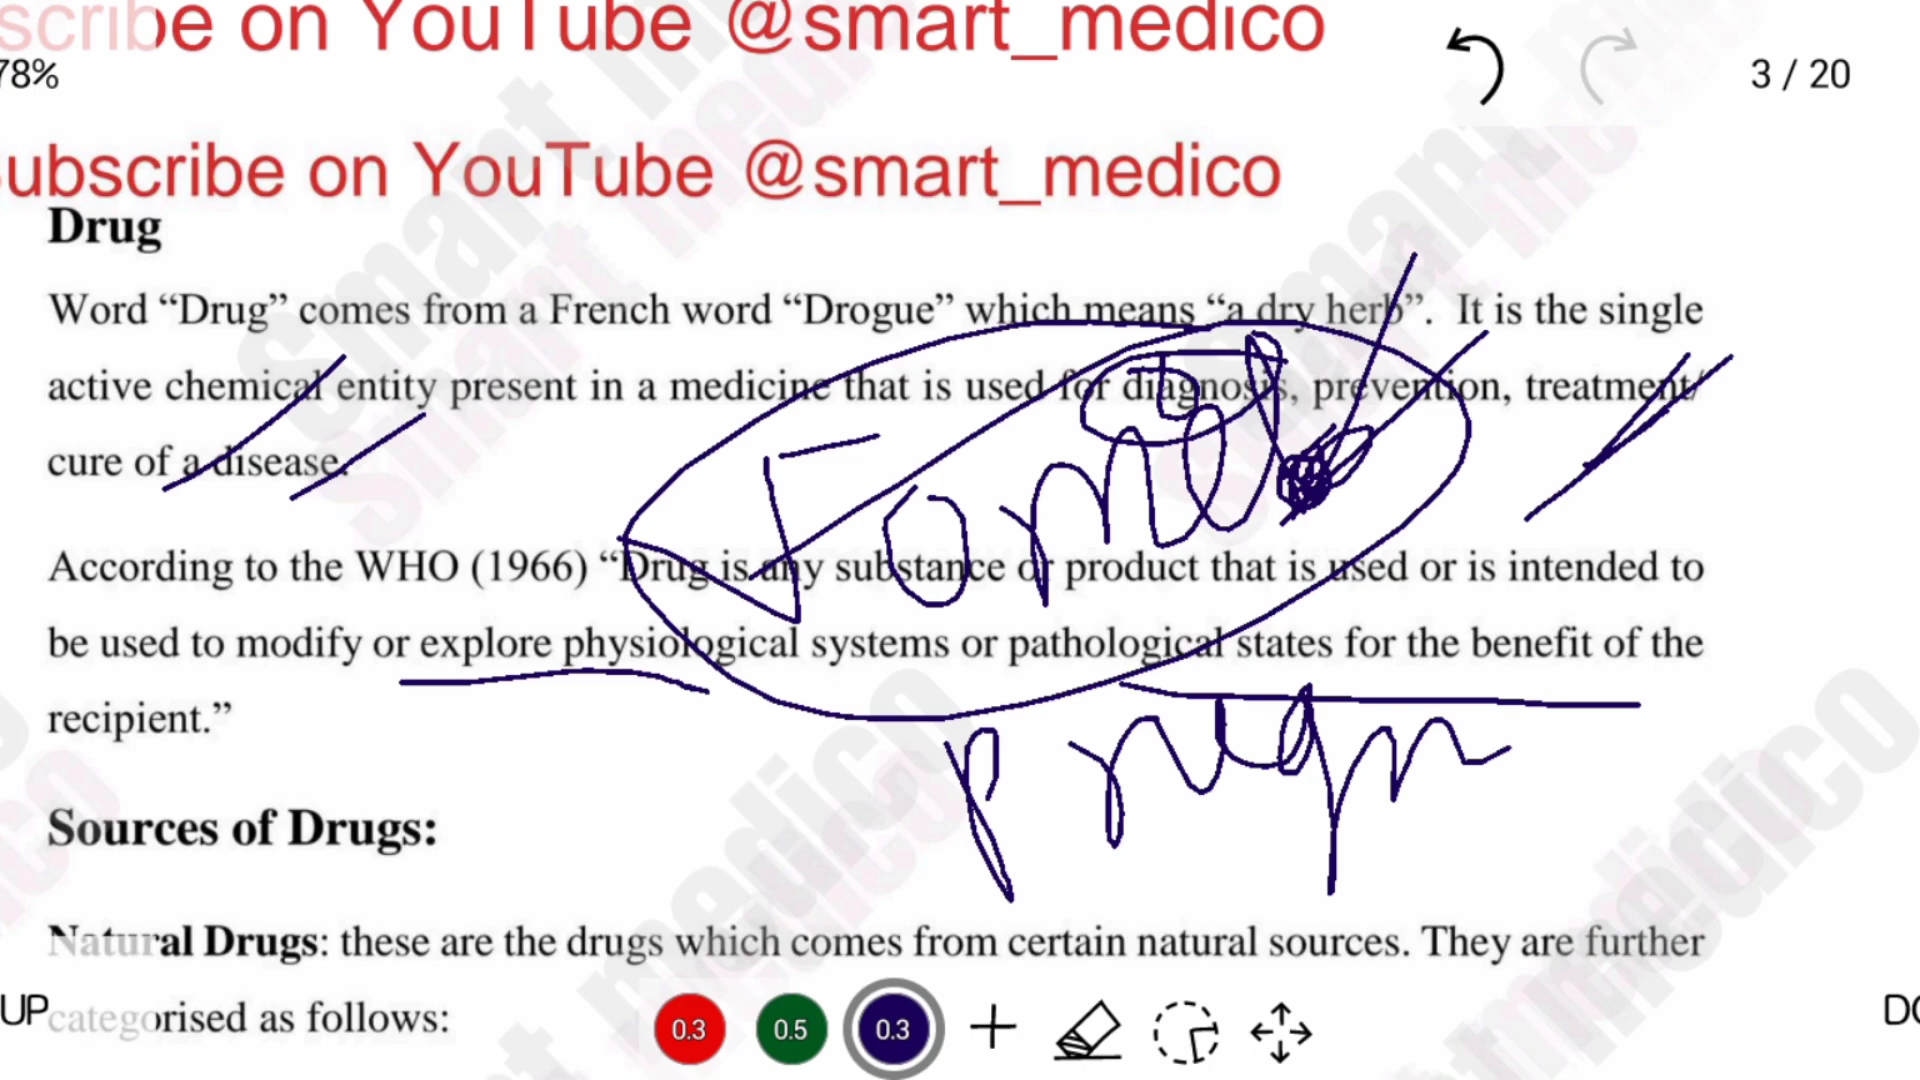 scribe on YouTube @smart_medico
78%
3 / 20
ubscribe on YouTube @smart_medico
Drug
Word “Drug” comes from a French word “Drogue” which means “a dry herb”. It is the single
active chemical entity present in a medicine that is used for diagnosis, prevention, treatment/
cure of a disease.
According to the WHO (1966) “Drug is any substance or product that is used or is intended to
be used to modify or explore physiological systems or pathological states for the benefit of the
recipient.”
Sources of Drugs:
Natural Drugs: these are the drugs which comes from certain natural sources. They are further
UP
categorised as follows:
0.3 0.5 0.3
Smart medico